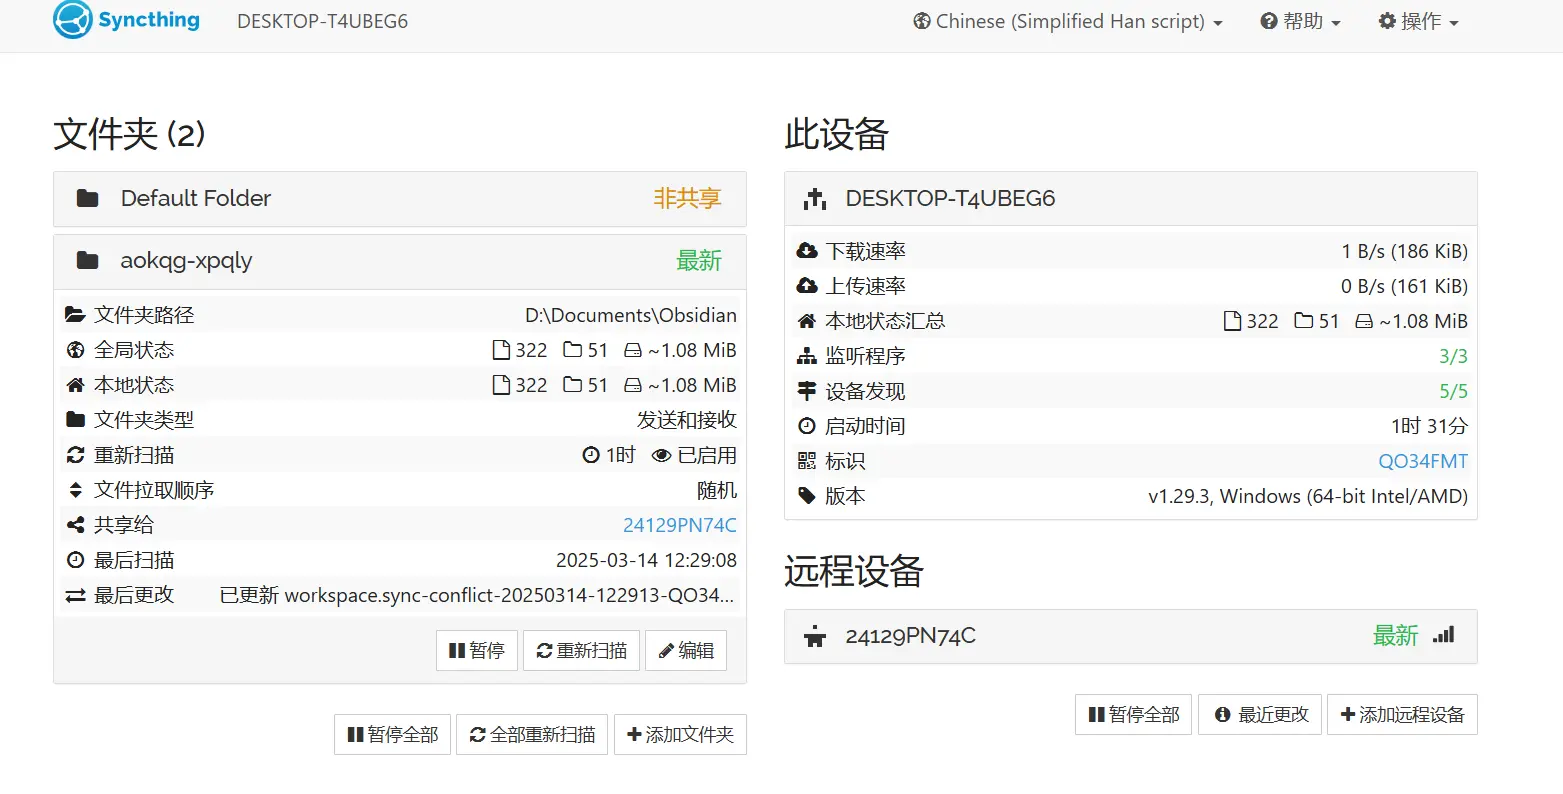 Syncthing DESKTOP-T4UBEG6 Chinese (Simplified Han script) 帮助 操作
文件夹 (2)
Default Folder 非共享
aokqg-xpqly 最新
文件夹路径 D:\Documents\Obsidian
全局状态 322 51 ~1.08 MiB
本地状态 322 51 ~1.08 MiB
文件夹类型 发送和接收
重新扫描 1时 已启用
文件拉取顺序 随机
共享给 24129PN74C
最后扫描 2025-03-14 12:29:08
最后更改 已更新 workspace.sync-conflict-20250314-122913-QO34...
暂停 重新扫描 编辑
暂停全部 全部重新扫描 添加文件夹
此设备
DESKTOP-T4UBEG6
下载速率 1 B/s (186 KiB)
上传速率 0 B/s (161 KiB)
本地状态汇总 322 51 ~1.08 MiB
监听程序 3/3
设备发现 5/5
启动时间 1时 31分
标识 QO34FMT
版本 v1.29.3, Windows (64-bit Intel/AMD)
远程设备
24129PN74C 最新
暂停全部 最近更改 添加远程设备